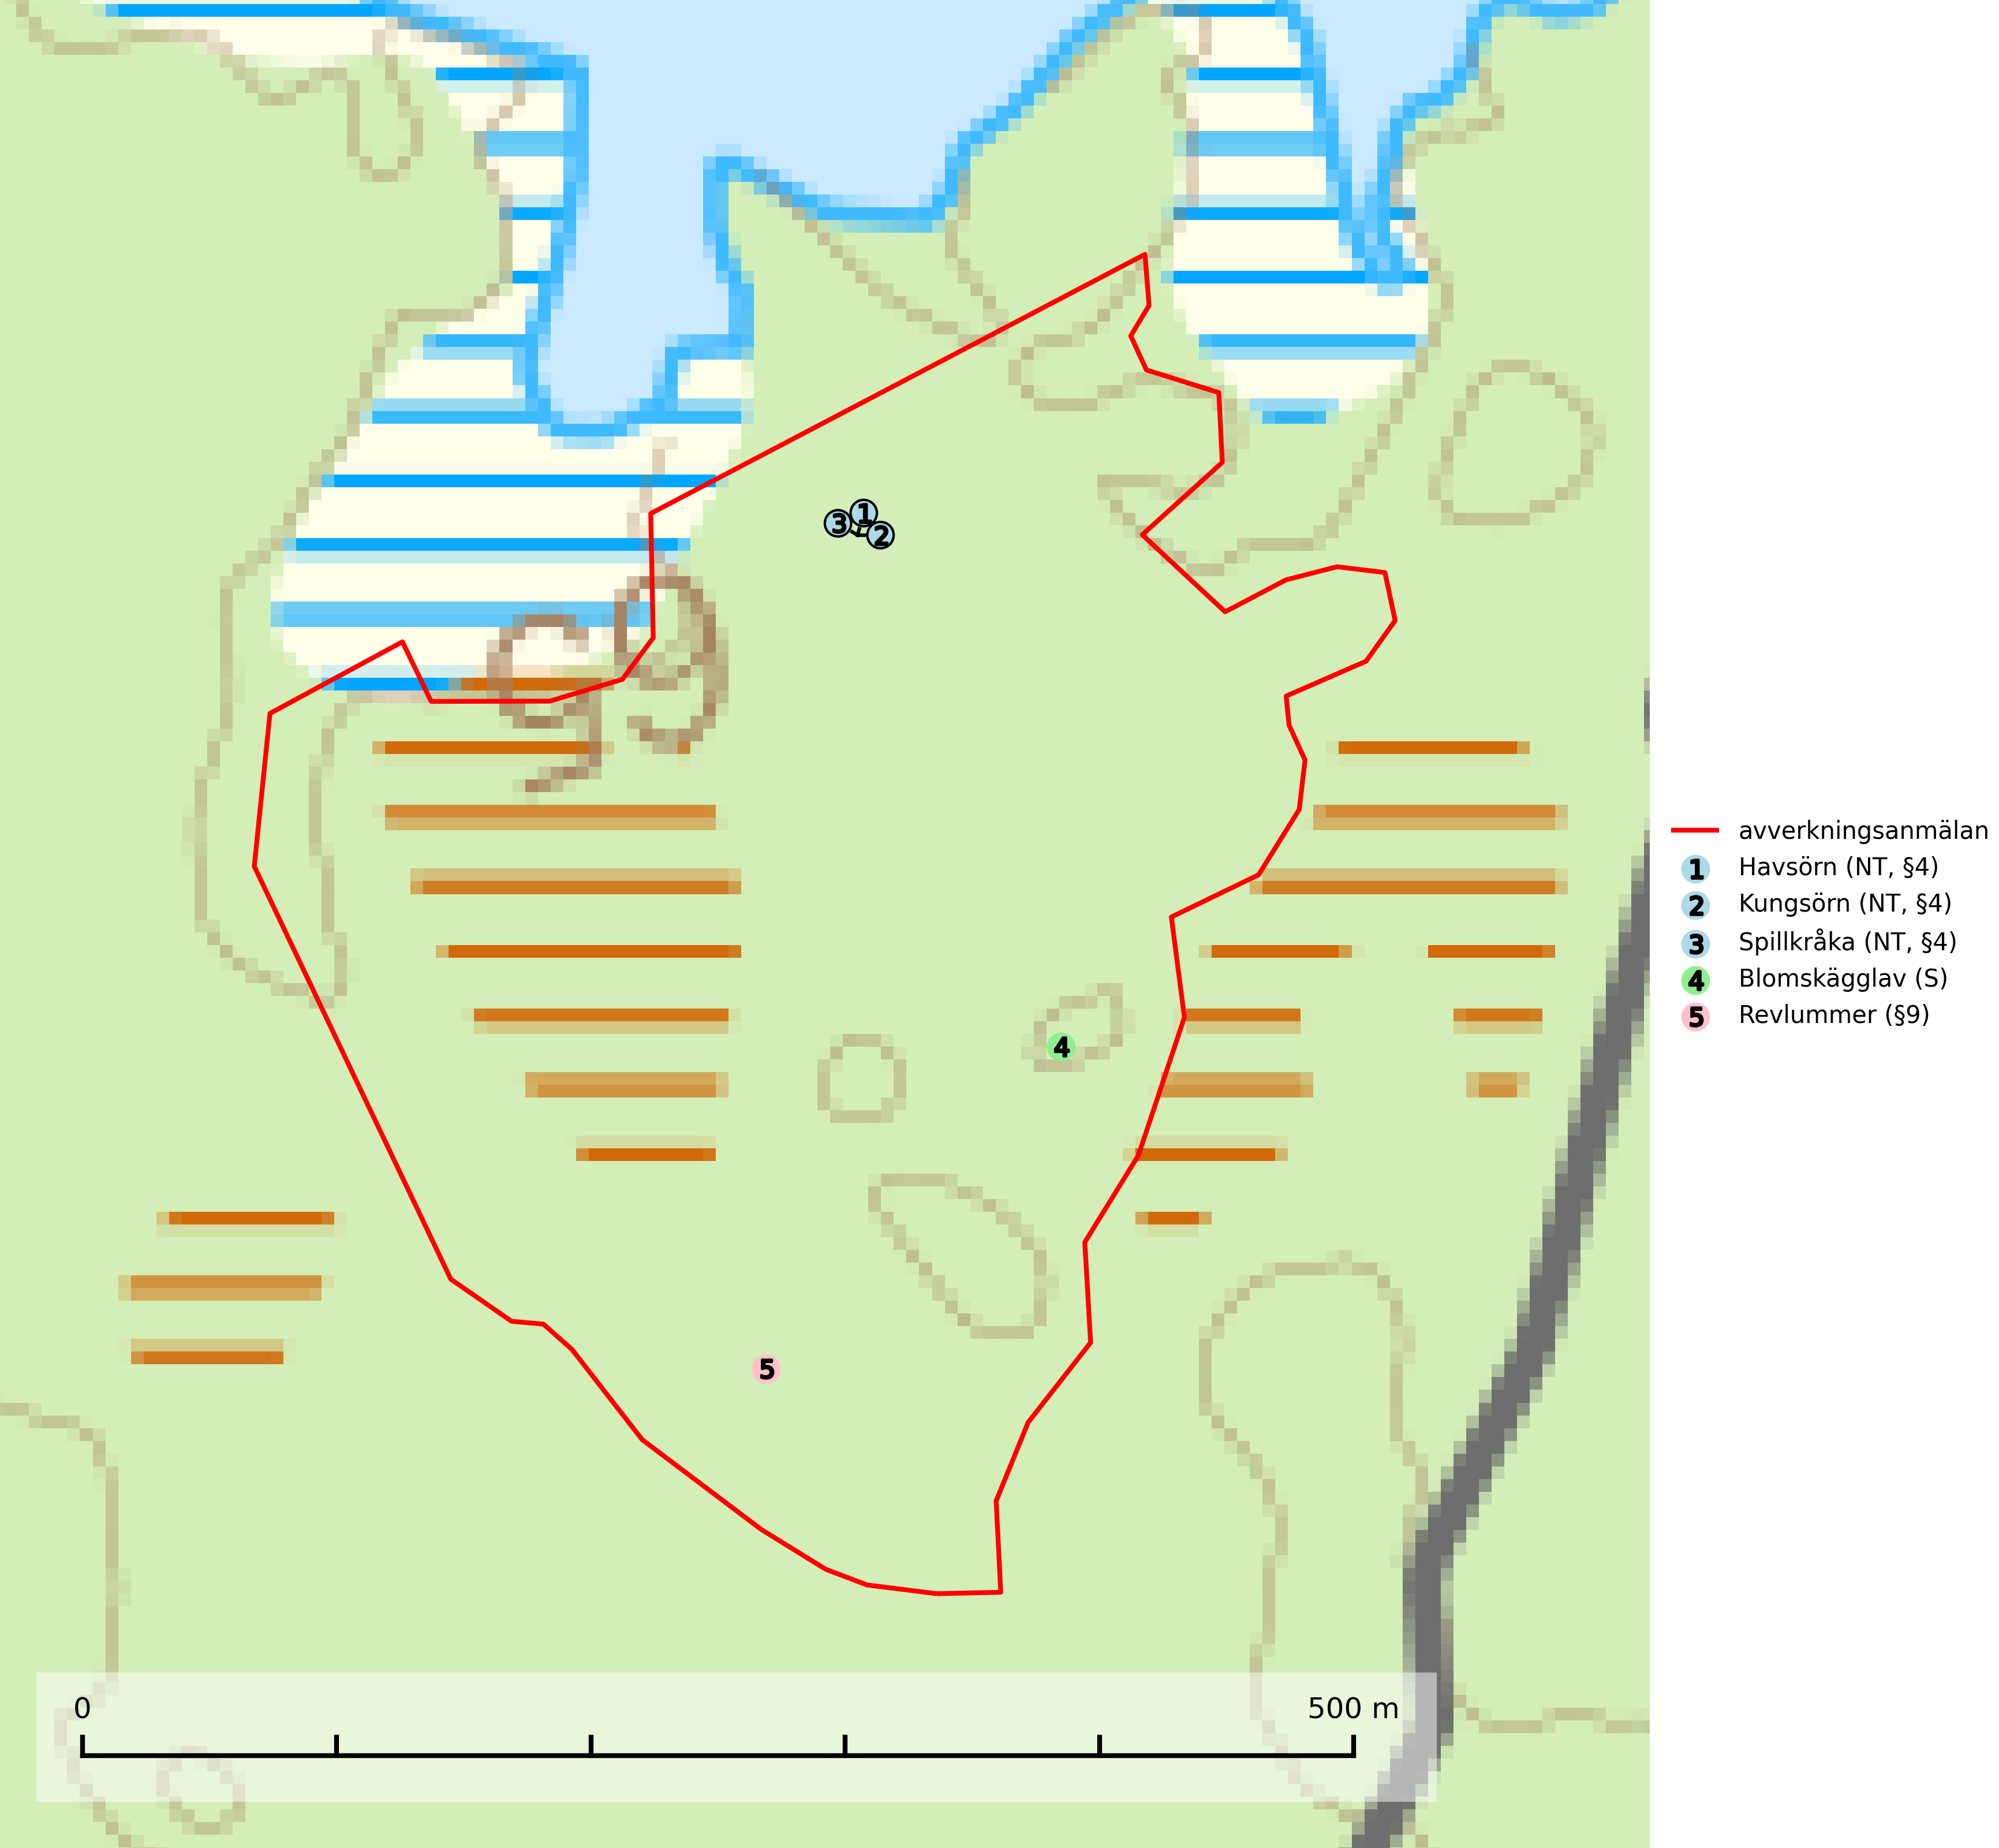 1
3
2
4
5
avverkningsanmälan
1 Havsörn (NT, §4)
2 Kungsörn (NT, §4)
3 Spillkråka (NT, §4)
4 Blomskägglav (S)
5 Revlummer (§9)
0 500 m